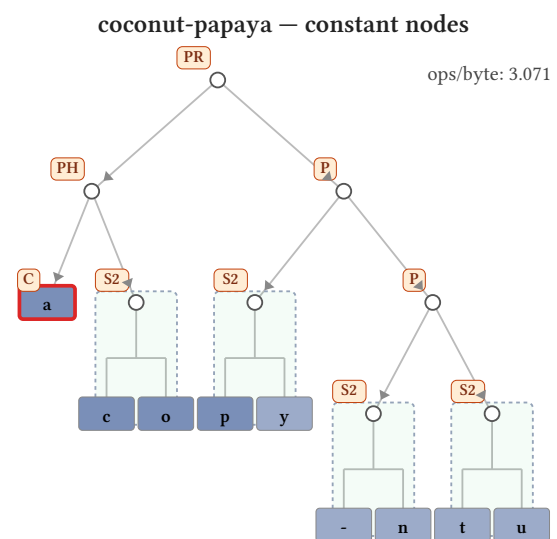 coconut-papaya — constant nodes
PR
ops/byte: 3.071
PH
P
C
S2
S2
P
a
S2
S2
c
o
p
y
-
n
t
u